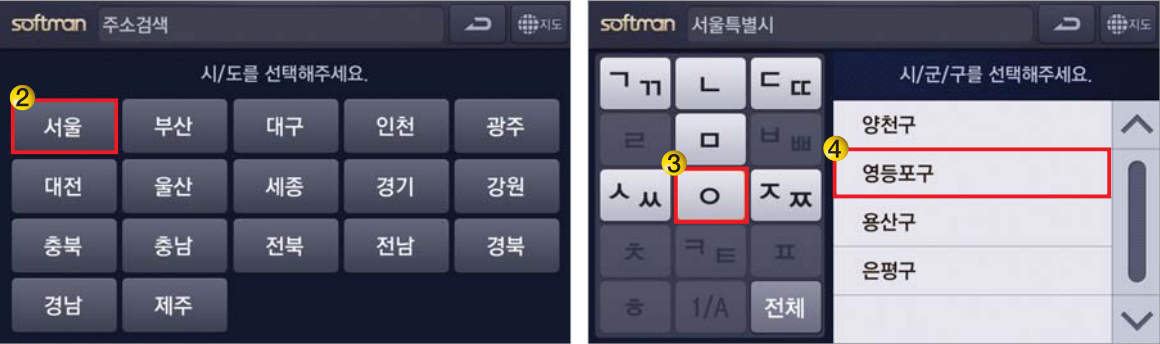 softman 주소검색 지도
시/도를 선택해주세요.
②
서울 부산 대구 인천 광주
대전 울산 세종 경기 강원
충북 충남 전북 전남 경북
경남 제주
softman 서울특별시 지도
ㄱ ㄲ ㄴ ㄷ ㄸ
ㄹ ㅁ ㅂ ㅃ
③
ㅅ ㅆ ㅇ ㅈ ㅉ
ㅊ ㅋ ㅌ ㅍ
ㅎ 1/A 전체
시/군/구를 선택해주세요.
양천구
④
영등포구
용산구
은평구